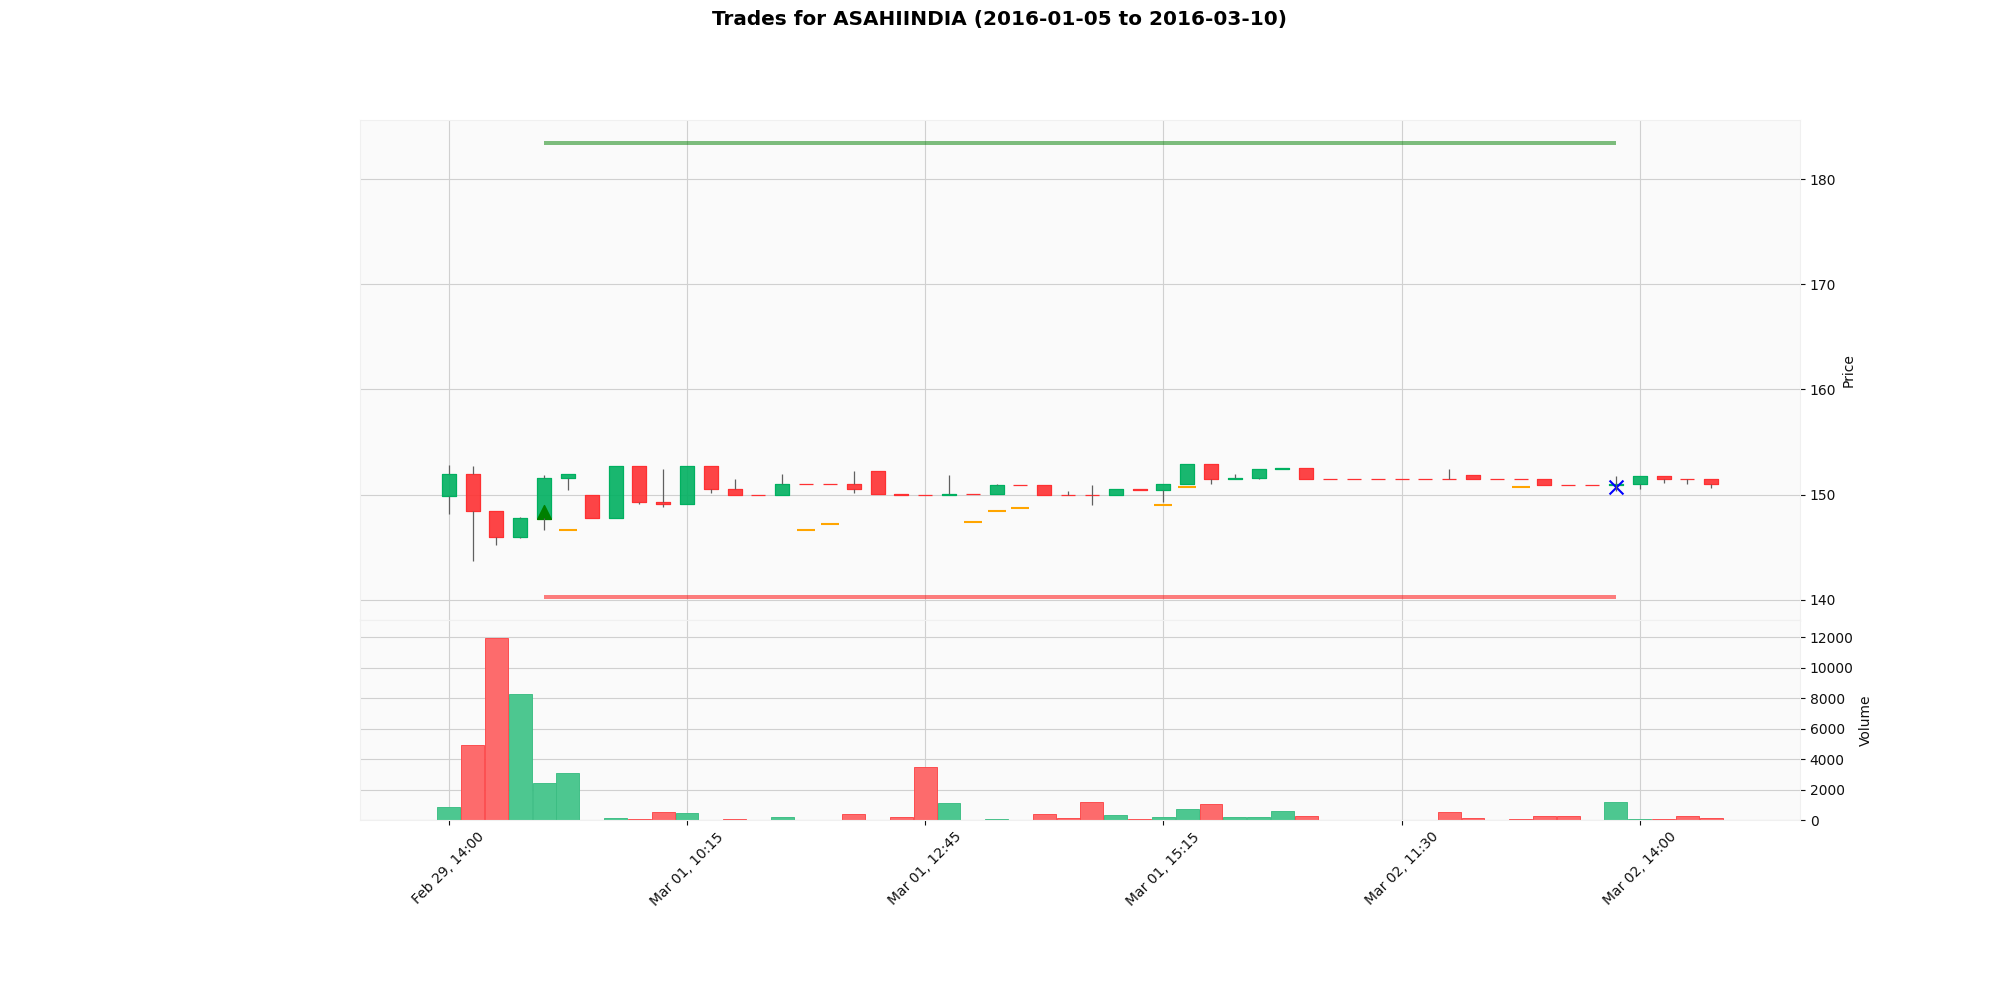 Trades for ASAHIINDIA (2016-01-05 to 2016-03-10)
180
170
160
150
140
Price
12000
10000
8000
6000
4000
2000
0
Volume
Feb 29, 14:00
Mar 01, 10:15
Mar 01, 12:45
Mar 01, 15:15
Mar 02, 11:30
Mar 02, 14:00